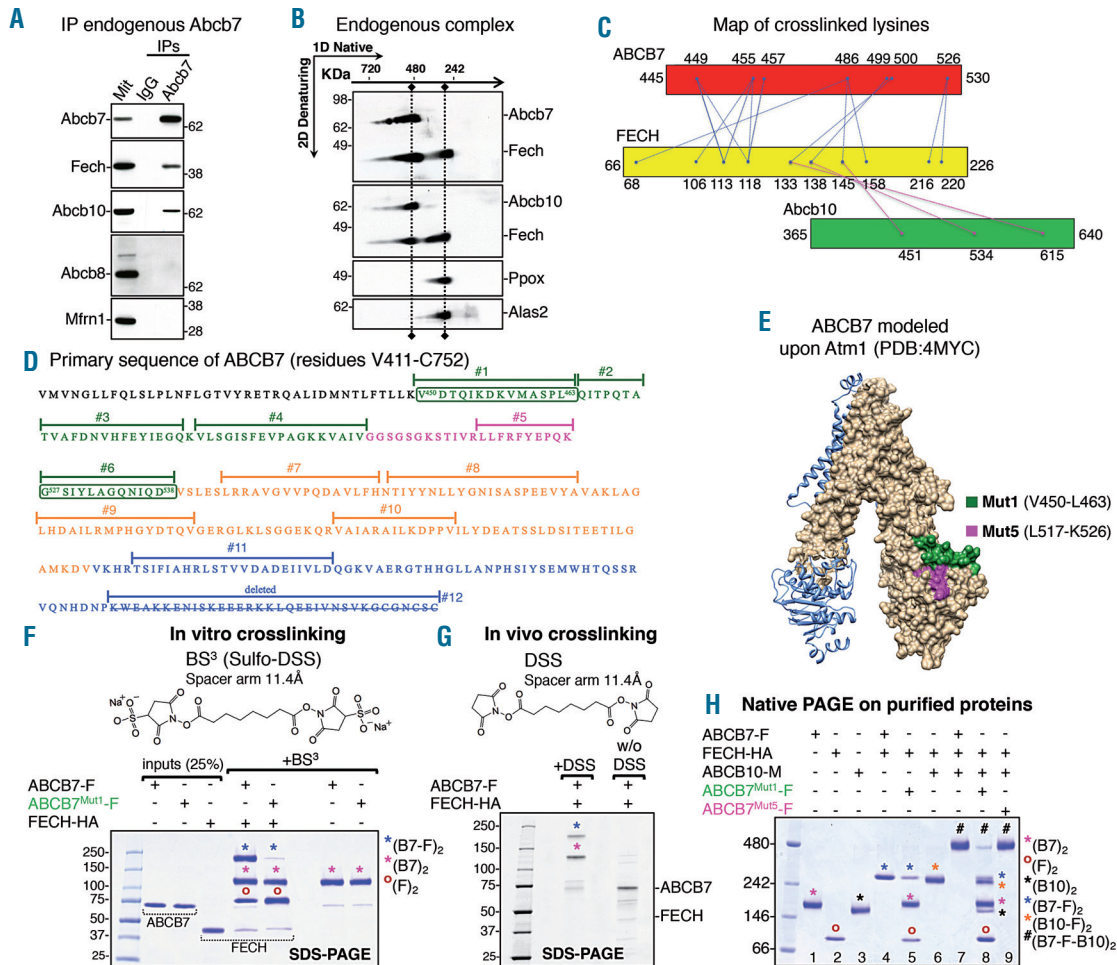 A IP endogenous Abcb7
IPs
Mit IgG Abcb7
Abcb7 62
Fech 38
Abcb10 62
Abcb8 62
Mfrn1 38
28
B Endogenous complex
1D Native
2D Denaturing
KDa 720 480 242
98
62
49
Abcb7
Fech
62
49
Abcb10
Fech
49 Ppox
62 Alas2
C Map of crosslinked lysines
ABCB7
449 455 457 486 499 500 526
445 530
FECH
66 226
68 106 113 118 133 138 145 158 216 220
Abcb10
365 640
451 534 615
D Primary sequence of ABCB7 (residues V411-C752)
#1 #2
VMVNGLLFQLSLPLNFLGTVYRETRQALIDMNTLFTLLKV450DTQIKDKVMASPL463QITPQTA
#3 #4 #5
TVAFDNVHFEYIEGQKVLSGISFEVPAGKKVAIVGGSGSGKSTIVRLLFRFYEPQK
#6 #7 #8
G527SIYLAGQNIQD538VSLESLRRAVGVVPQDAVLFHNTIYYNLLYGNISASPEEVYAVAKLAG
#9 #10
LHDAILRMPHGYDTQVGERGLKLSGGEKQRVAIARAILKDPPVILYDEATSSLDSITEETILG
#11
AMKDVVKHRTSIFIAHRLSTVVDADEIIVLDQGKVAERGTHHGLLANPHSIYSEMWHTQSSR
deleted #12
VQNHDNPKWEAKKENISKEEERKKLQEEIVNSVKGCGNCSC
E ABCB7 modeled
upon Atm1 (PDB:4MYC)
Mut1 (V450-L463)
Mut5 (L517-K526)
F In vitro crosslinking
BS³ (Sulfo-DSS)
Spacer arm 11.4Å
Na⁺ ⁻O S O O N O O O O N O O S O O⁻ Na⁺
inputs (25%) +BS³
ABCB7-F + - - + - + -
ABCB7Mut1-F - + - - + - +
FECH-HA - - + + + - -
250
150
100
75
50
37
25
ABCB7
FECH
SDS-PAGE
*(B7-F)₂
*(B7)₂
o(F)₂
G In vivo crosslinking
DSS
Spacer arm 11.4Å
O N O O O O N O O
+DSS w/o DSS
ABCB7-F + +
FECH-HA + +
250
150
100
75
50
37
25
ABCB7
FECH
SDS-PAGE
H Native PAGE on purified proteins
ABCB7-F + - - + - - + - -
FECH-HA - + - + + + + + +
ABCB10-M - - + - - + + + +
ABCB7Mut1-F - - - - + - - + -
ABCB7Mut5-F - - - - - - - - +
480
242
146
66
1 2 3 4 5 6 7 8 9
# # #
*(B7)₂
o(F)₂
*(B10)₂
*(B7-F)₂
*(B10-F)₂
#(B7-F-B10)₂